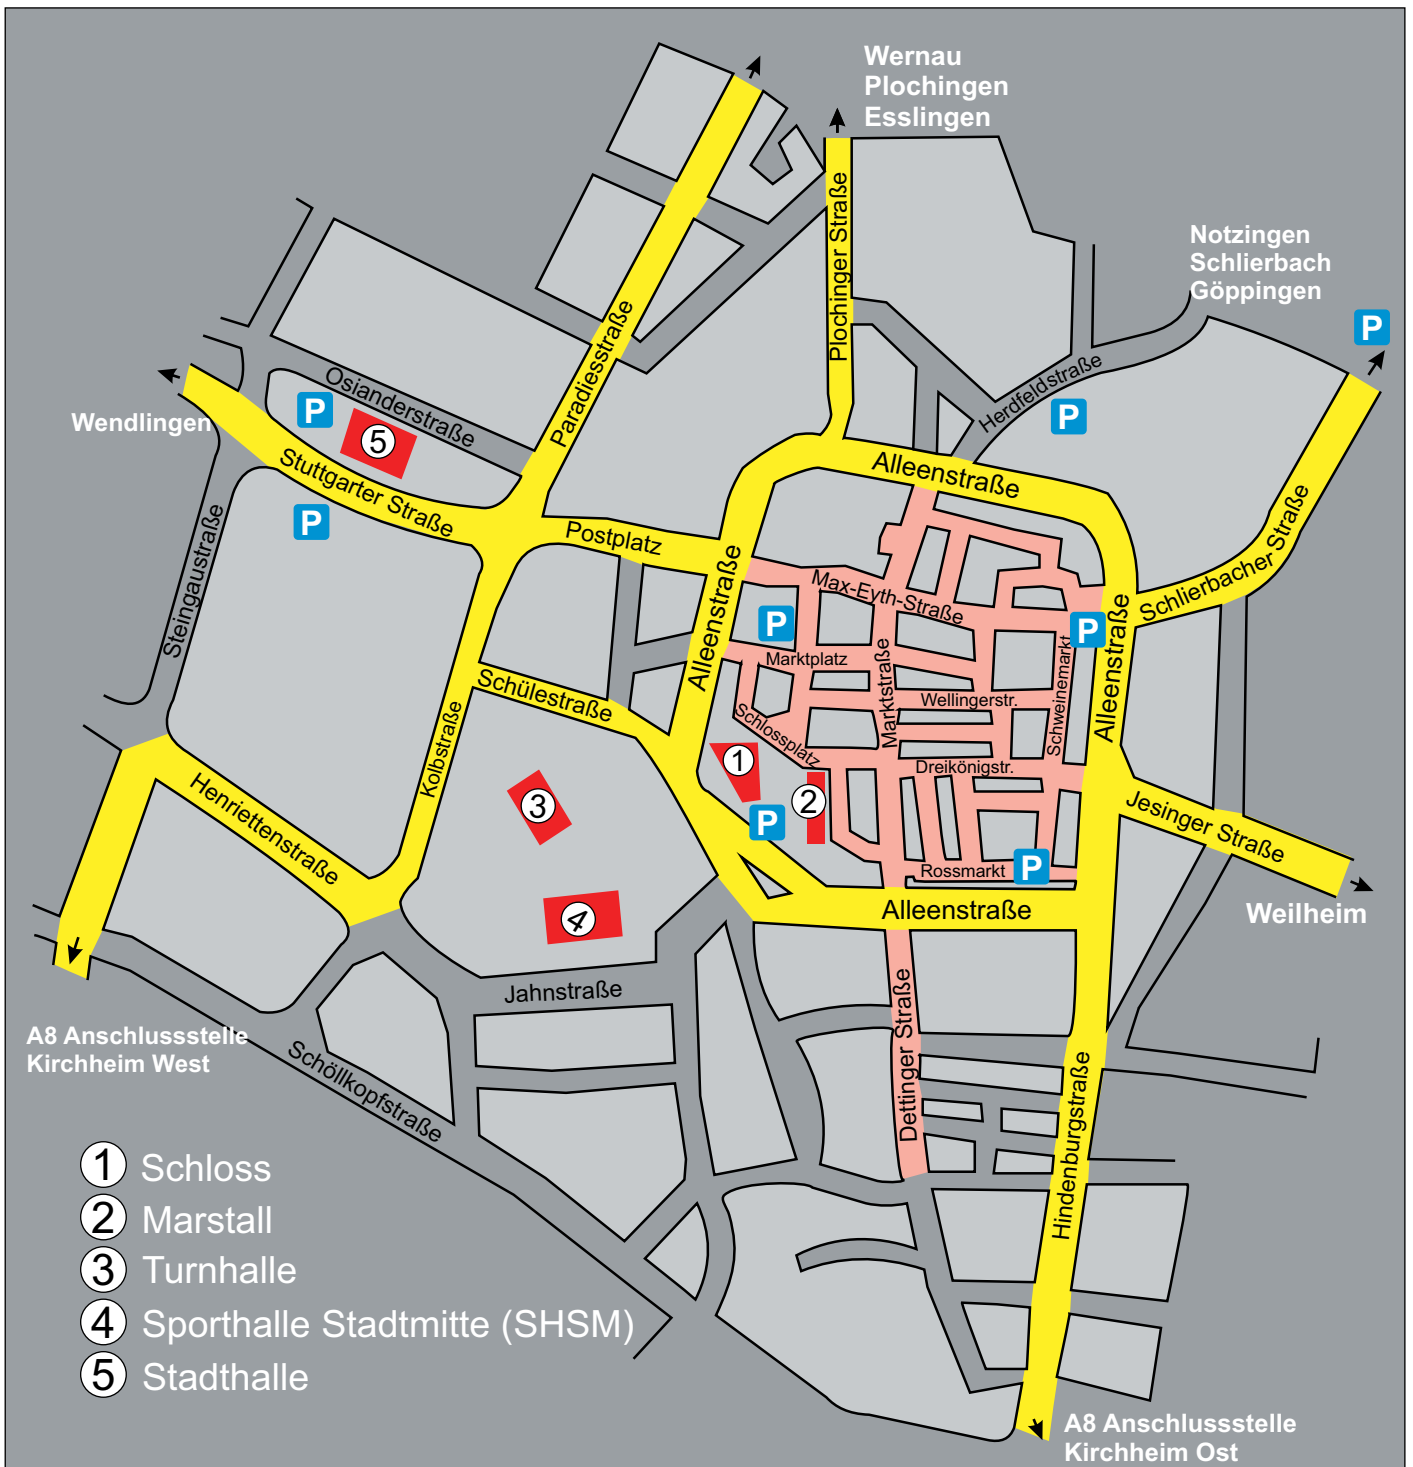 Wernau
Plochingen
Esslingen
Notzingen
Schlierbach
Göppingen
P
Plochinger Straße
Paradiesstraße
Herdfeldstraße
Osianderstraße
Wendlingen
P
5
P
Stuttgarter Straße
Alleenstraße
P
Postplatz
Schlierbacher Straße
Steingaustraße
Alleenstraße
Max-Eyth-Straße
P
P
Alleenstraße
Marktplatz
Marktstraße
Schweinemarkt
Schülestraße
Wellingerstr.
Kolbstraße
Schlossplatz
1
Dreikönigstr.
Henriettenstraße
3
2
P
Jesinger Straße
Rossmarkt
P
4
Alleenstraße
Weilheim
Jahnstraße
Dettinger Straße
A8 Anschlussstelle
Kirchheim West
Schöllkopfstraße
Hindenburgstraße
1 Schloss
2 Marstall
3 Turnhalle
4 Sporthalle Stadtmitte (SHSM)
5 Stadthalle
A8 Anschlussstelle
Kirchheim Ost